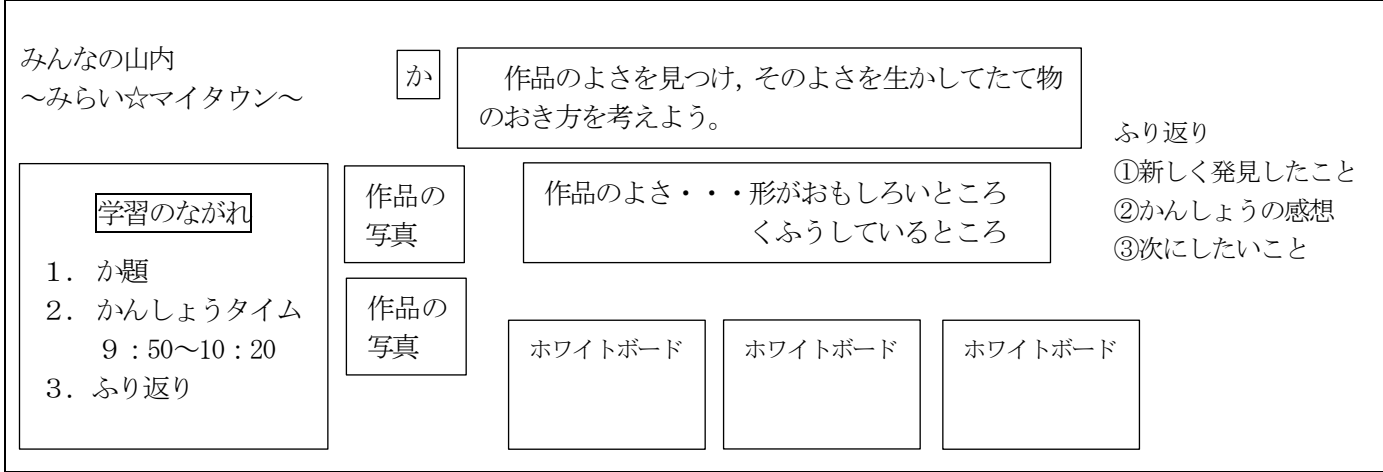 みんなの山内
～みらい☆マイタウン～
か
作品のよさを見つけ,そのよさを生かしてたて物
のおき方を考えよう。
学習のながれ
1． か題
2． かんしょうタイム
9：50～10：20
3．ふり返り
作品の
写真
作品の
写真
作品のよさ・・・形がおもしろいところ
くふうしているところ
ホワイトボード
ホワイトボード
ホワイトボード
ふり返り
①新しく発見したこと
②かんしょうの感想
③次にしたいこと